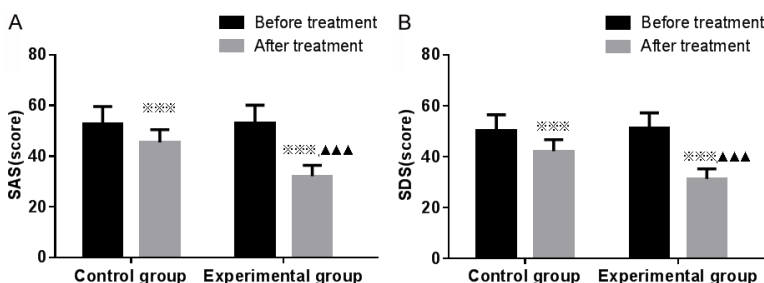 A
Before treatment
After treatment
SAS(score)
80
60
40
20
0
※※※
※※※,▲▲▲
Control group
Experimental group
B
Before treatment
After treatment
SDS(score)
80
60
40
20
0
※※※
※※※,▲▲▲
Control group
Experimental group